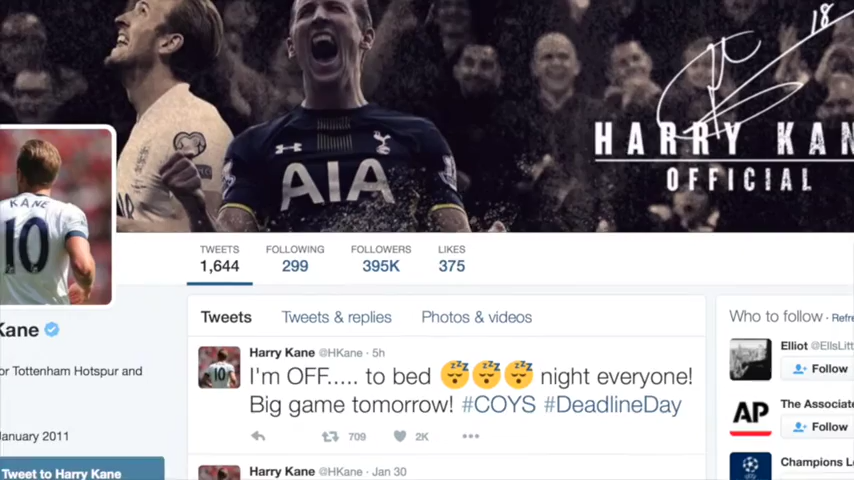 18
HARRY KAN
OFFICIAL
AIA
KANE
10
TWEETS FOLLOWING FOLLOWERS LIKES
1,644 299 395K 375
Tweets Tweets & replies Photos & videos
Who to follow · Refre
Kane
Harry Kane @HKane · 5h
I'm OFF..... to bed 😴😴😴 night everyone!
Big game tomorrow! #COYS #DeadlineDay
709 2K
or Tottenham Hotspur and
January 2011
Tweet to Harry Kane
Harry Kane @HKane · Jan 30
Elliot @EllsLitt
Follow
AP
The Associate
Follow
Champions L